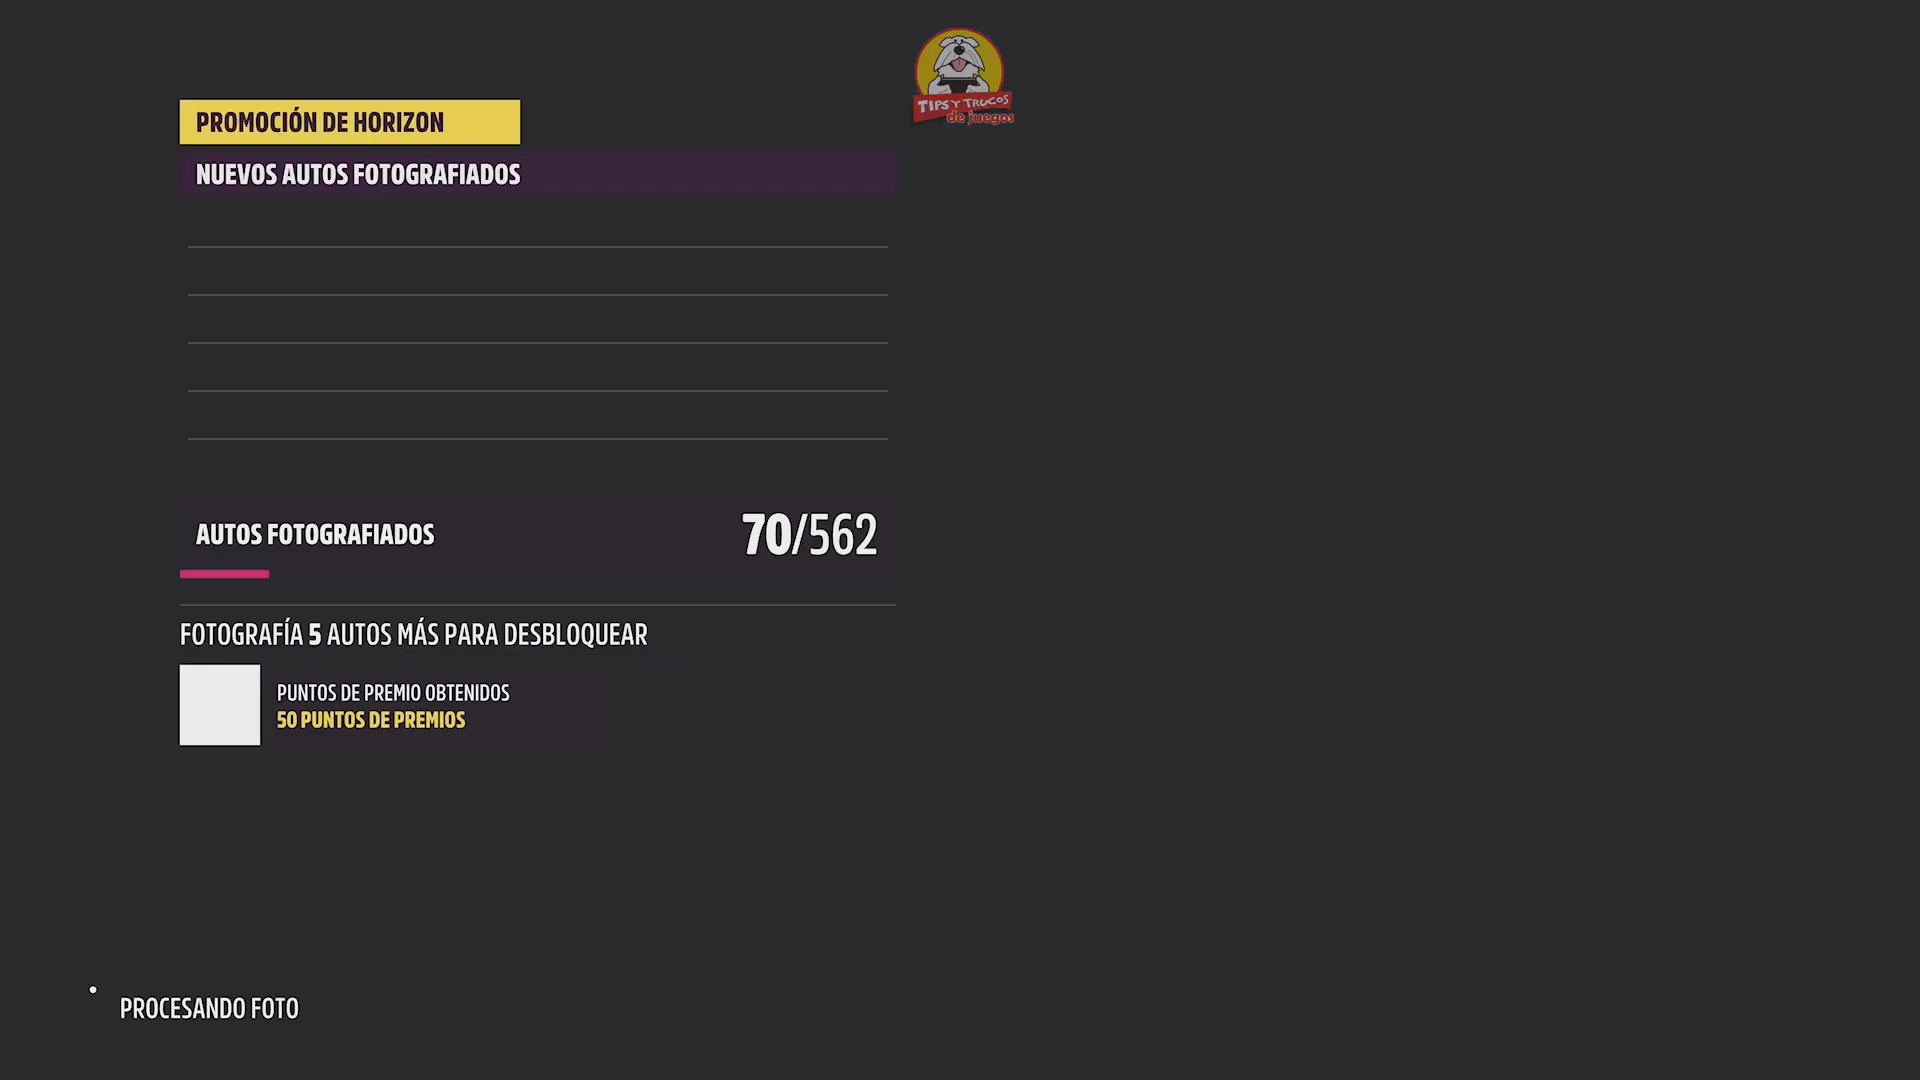 TIPS Y TRUCOS
de juegos
PROMOCIÓN DE HORIZON
NUEVOS AUTOS FOTOGRAFIADOS
AUTOS FOTOGRAFIADOS
70/562
FOTOGRAFÍA 5 AUTOS MÁS PARA DESBLOQUEAR
PUNTOS DE PREMIO OBTENIDOS
50 PUNTOS DE PREMIOS
PROCESANDO FOTO